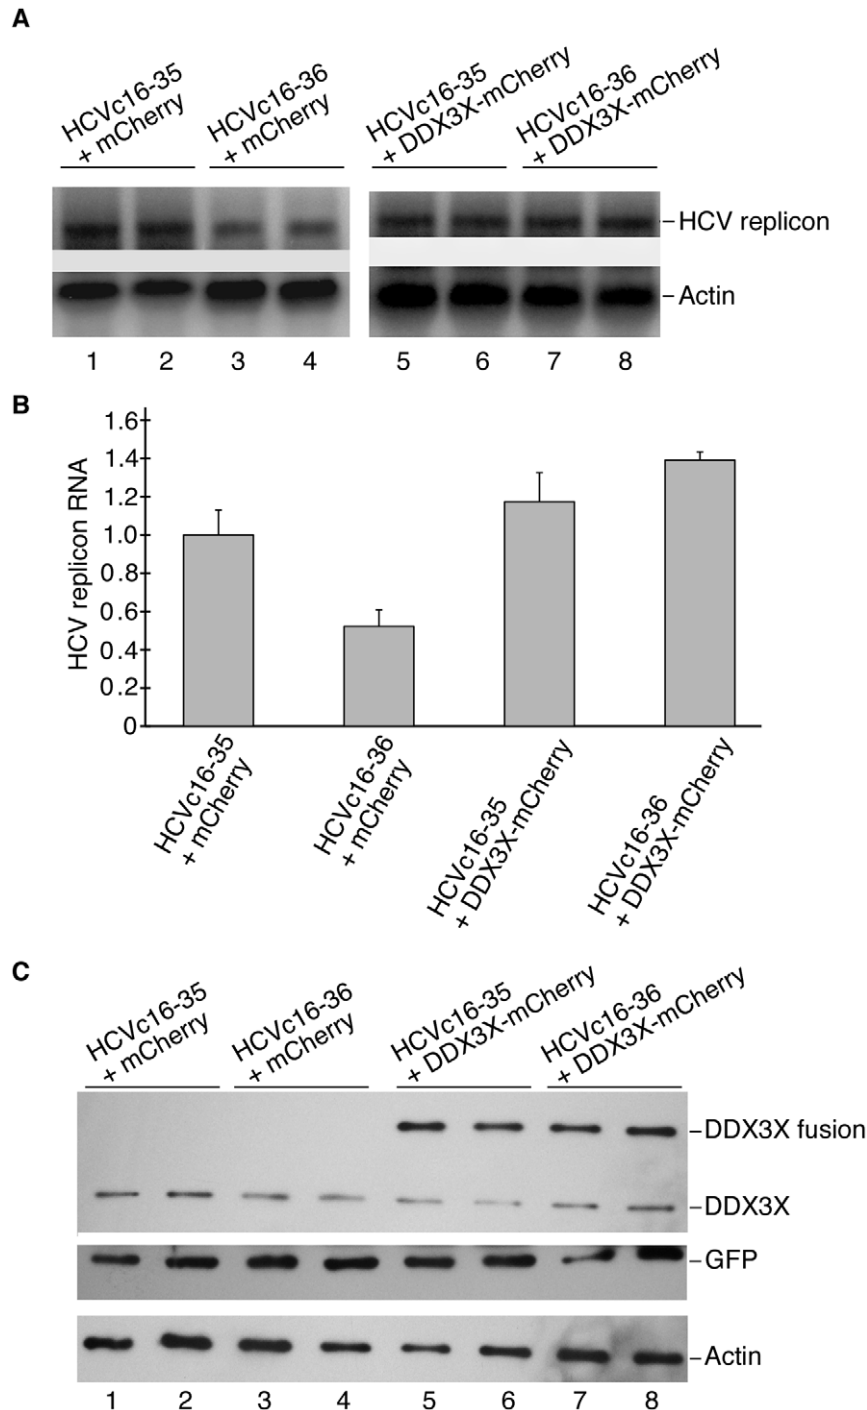 A
HCVc16-35
+ mCherry
HCVc16-36
+ mCherry
HCVc16-35
+ DDX3X-mCherry
HCVc16-36
+ DDX3X-mCherry
HCV replicon
Actin
1 2 3 4 5 6 7 8
B
HCV replicon RNA
1.6
1.4
1.2
1.0
0.8
0.6
0.4
0.2
0
HCVc16-35
+ mCherry
HCVc16-36
+ mCherry
HCVc16-35
+ DDX3X-mCherry
HCVc16-36
+ DDX3X-mCherry
C
HCVc16-35
+ mCherry
HCVc16-36
+ mCherry
HCVc16-35
+ DDX3X-mCherry
HCVc16-36
+ DDX3X-mCherry
DDX3X fusion
DDX3X
GFP
Actin
1 2 3 4 5 6 7 8